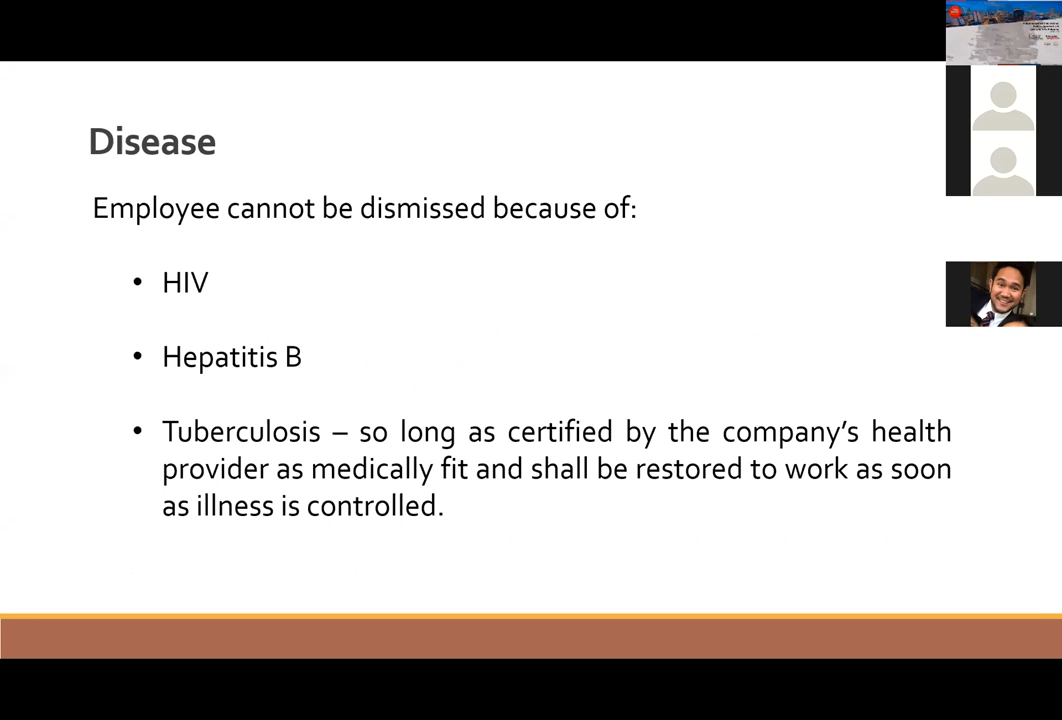 Disease
Employee cannot be dismissed because of:
• HIV
• Hepatitis B
• Tuberculosis – so long as certified by the company’s health
provider as medically fit and shall be restored to work as soon
as illness is controlled.